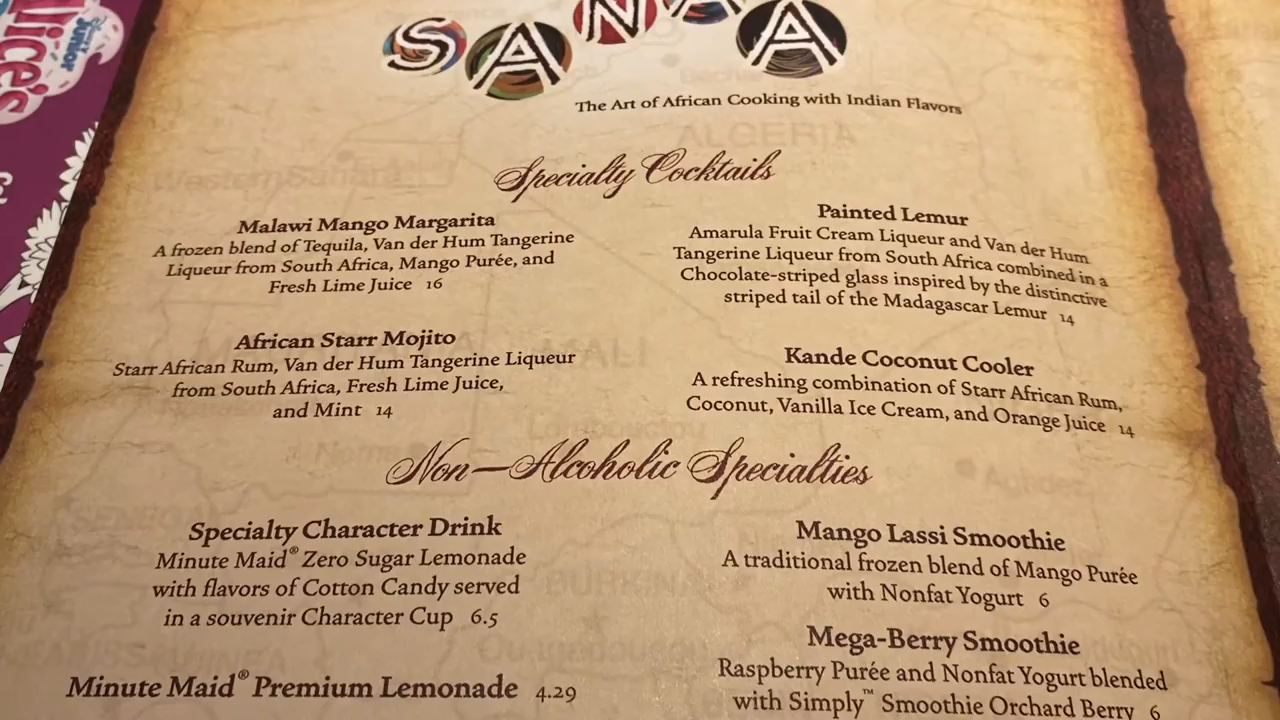 Alice's
Disney Junior
SANAA
The Art of African Cooking with Indian Flavors
ALGERIA
Western Sahara
Specialty Cocktails
Malawi Mango Margarita
A frozen blend of Tequila, Van der Hum Tangerine
Liqueur from South Africa, Mango Purée, and
Fresh Lime Juice 16
Painted Lemur
Amarula Fruit Cream Liqueur and Van der Hum
Tangerine Liqueur from South Africa combined in a
Chocolate-striped glass inspired by the distinctive
striped tail of the Madagascar Lemur 14
African Starr Mojito
Starr African Rum, Van der Hum Tangerine Liqueur
from South Africa, Fresh Lime Juice,
and Mint 14
MALI
Kande Coconut Cooler
A refreshing combination of Starr African Rum,
Coconut, Vanilla Ice Cream, and Orange Juice 14
Non-Alcoholic Specialties
Specialty Character Drink
Minute Maid® Zero Sugar Lemonade
with flavors of Cotton Candy served
in a souvenir Character Cup 6.5
Mango Lassi Smoothie
A traditional frozen blend of Mango Purée
with Nonfat Yogurt 6
BURKINA
Mega-Berry Smoothie
Raspberry Purée and Nonfat Yogurt blended
with Simply™ Smoothie Orchard Berry 6
Minute Maid® Premium Lemonade 4.29